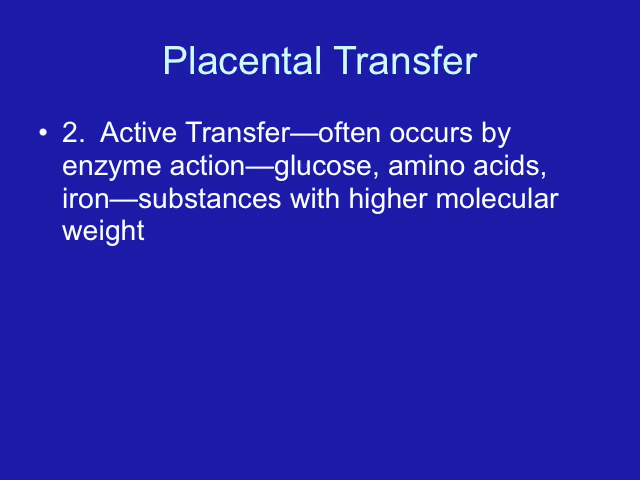 Placental Transfer
• 2.  Active Transfer—often occurs by
enzyme action—glucose, amino acids,
iron—substances with higher molecular
weight